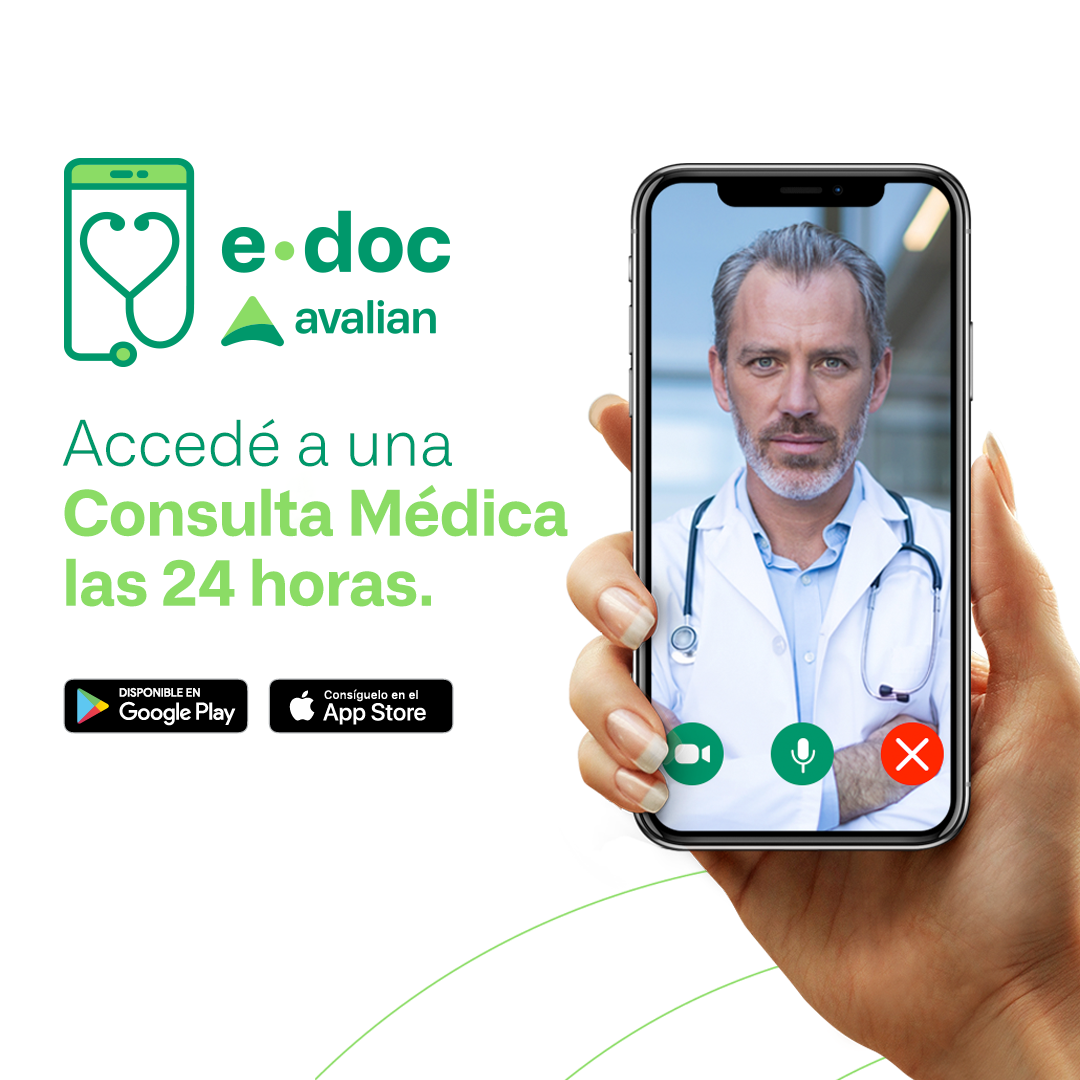 e·doc
avalian
Accedé a una
Consulta Médica
las 24 horas.
DISPONIBLE EN
Google Play
Consíguelo en el
App Store